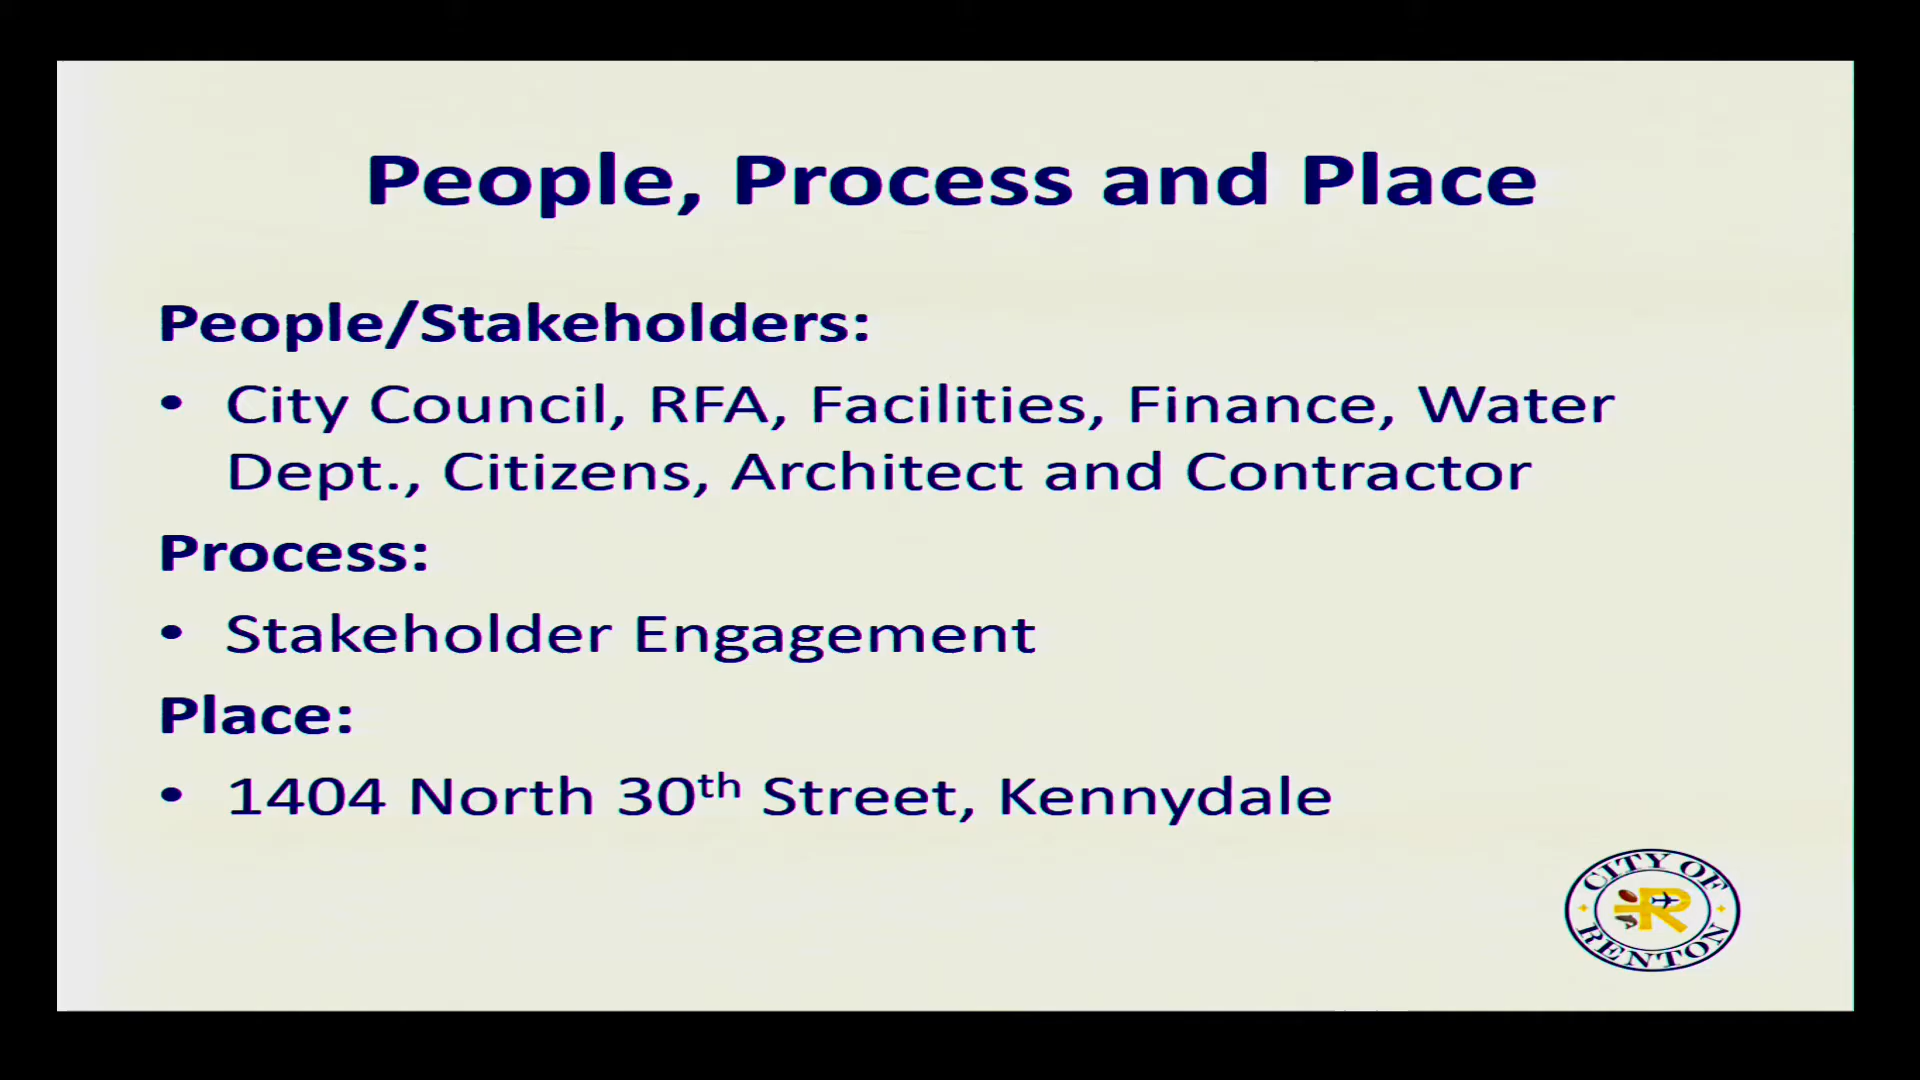 People, Process and Place
People/Stakeholders:
• City Council, RFA, Facilities, Finance, Water
Dept., Citizens, Architect and Contractor
Process:
• Stakeholder Engagement
Place:
• 1404 North 30th Street, Kennydale
CITY OF
R
RENTON